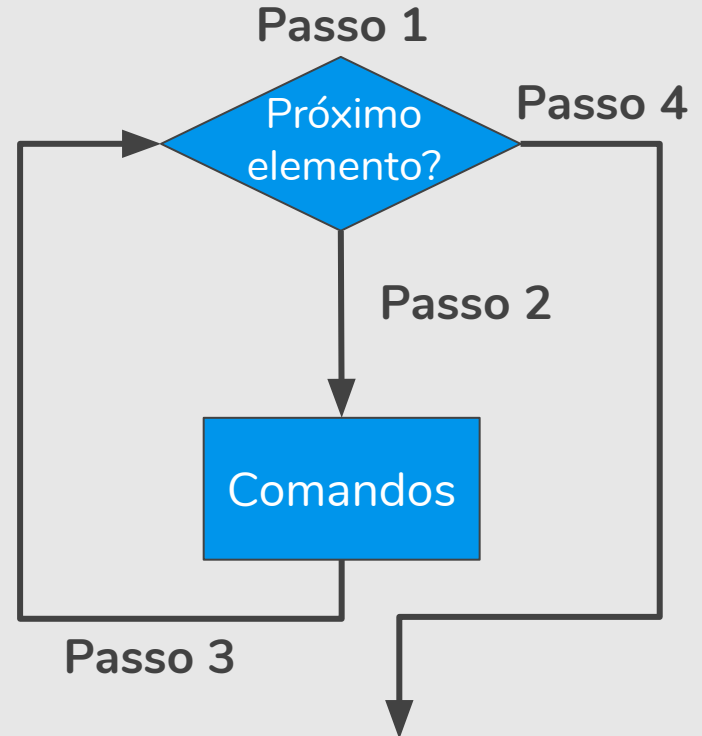 Passo 1
Próximo
elemento?
Passo 4
Passo 2
Comandos
Passo 3